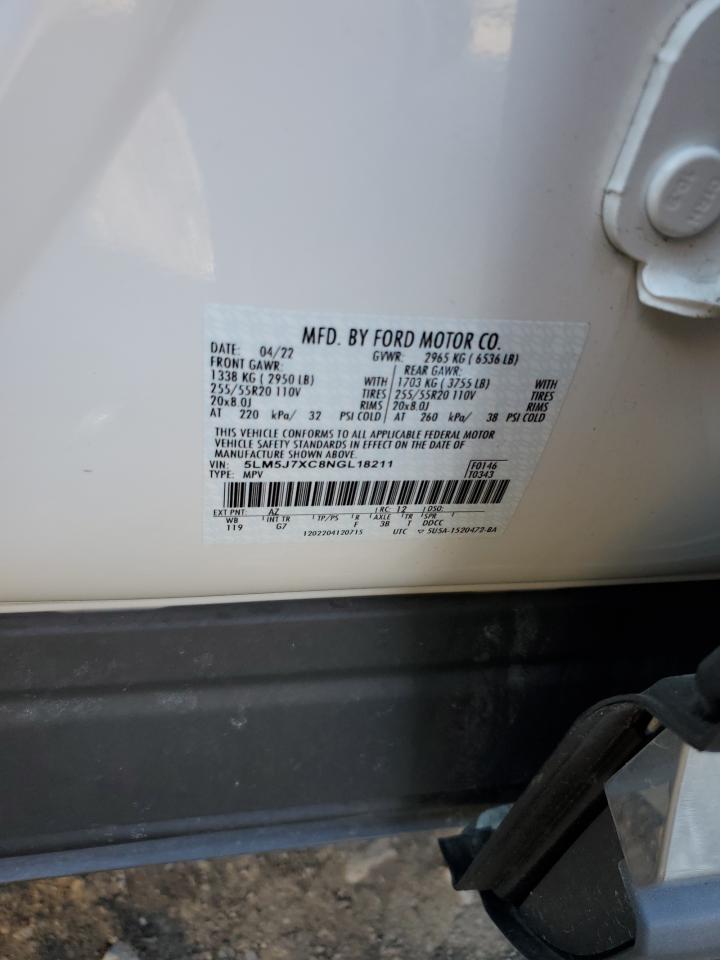 MFD. BY FORD MOTOR CO.
DATE: 04/22 GVWR: 2965 KG ( 6536 LB)
FRONT GAWR: REAR GAWR:
1338 KG ( 2950 LB) WITH 1703 KG ( 3755 LB) WITH
255/55R20 110V TIRES 255/55R20 110V TIRES
20x8.0J RIMS 20x8.0J RIMS
AT 220 kPa/ 32 PSI COLD AT 260 kPa/ 38 PSI COLD
THIS VEHICLE CONFORMS TO ALL APPLICABLE FEDERAL MOTOR
VEHICLE SAFETY STANDARDS IN EFFECT ON THE DATE OF
MANUFACTURE SHOWN ABOVE.
VIN: 5LM5J7XC8NGL18211 F0146
TYPE: MPV T0343
EXT PNT: AZ RC: 12 DSO:
WB INT TR TP/PS R AXLE TR SPR
119 G7 F 3B T DDCC
1202204120715 UTC 5U5A-1520472-BA